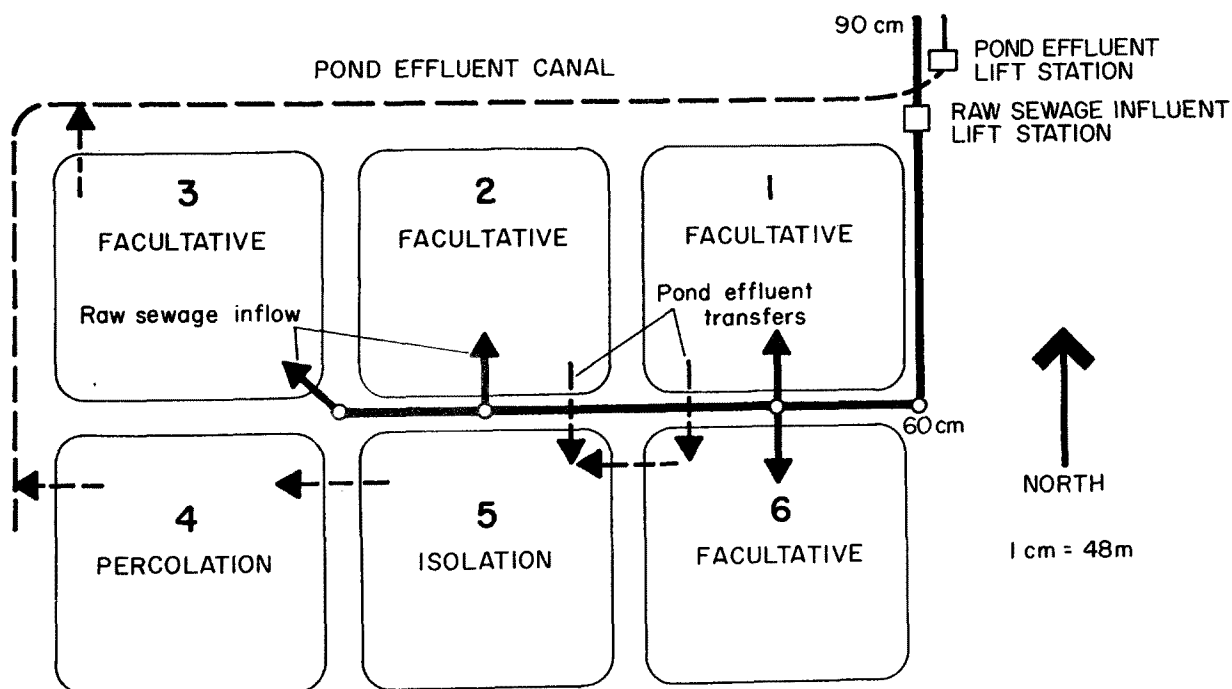 90 cm
POND EFFLUENT
LIFT STATION
POND EFFLUENT CANAL
RAW SEWAGE INFLUENT
LIFT STATION
3
FACULTATIVE
2
FACULTATIVE
1
FACULTATIVE
Raw sewage inflow
Pond effluent
transfers
60 cm
4
PERCOLATION
5
ISOLATION
6
FACULTATIVE
NORTH
1 cm = 48m